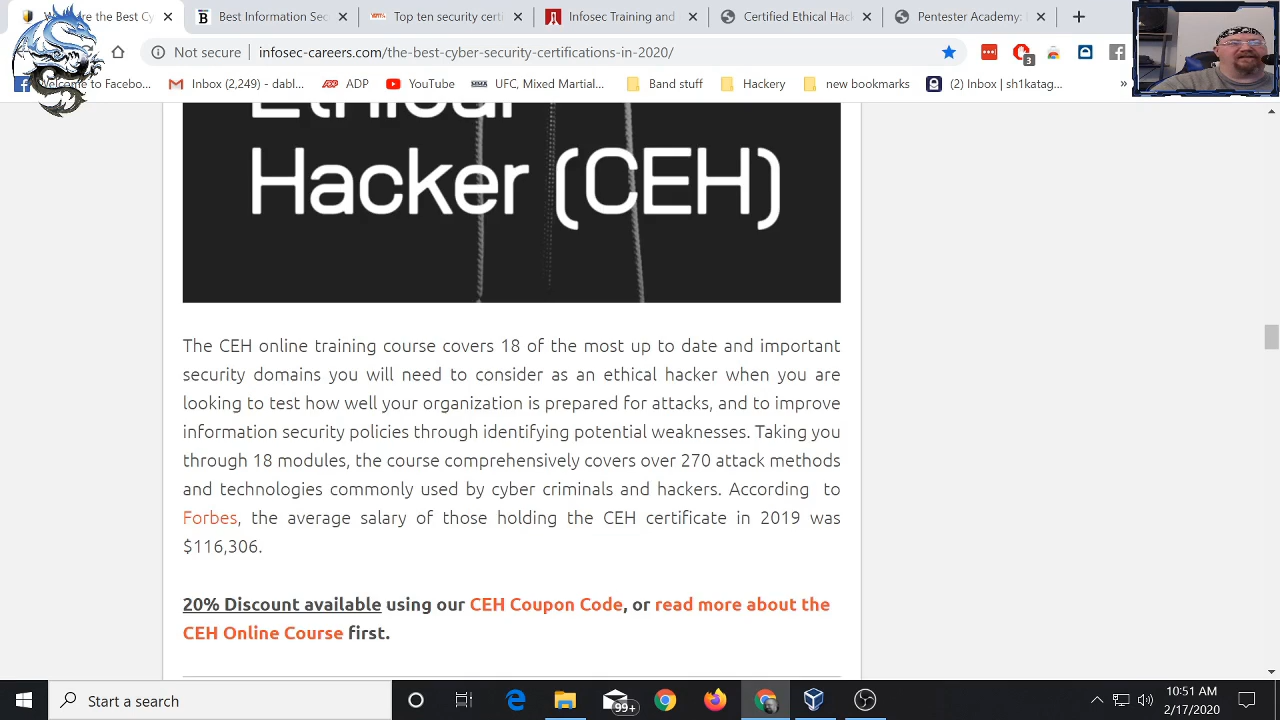 the Best Cy
Best Information Sec
Top ten
Infosec Training and
Certified Ethi
Pentester Academy:
Not secure
infosec-careers.com/the-best-cyber-security-certifications-in-2020/
3
to Facebo...
Inbox (2,249) - dabl...
ADP
UFC, Mixed Martial...
Band stuff
Hackery
new bookmarks
(2) Inbox | sh1katag...
»
Ethical
Hacker (CEH)
The CEH online training course covers 18 of the most up to date and important
security domains you will need to consider as an ethical hacker when you are
looking to test how well your organization is prepared for attacks, and to improve
information security policies through identifying potential weaknesses. Taking you
through 18 modules, the course comprehensively covers over 270 attack methods
and technologies commonly used by cyber criminals and hackers. According to
Forbes, the average salary of those holding the CEH certificate in 2019 was
$116,306.
20% Discount available using our CEH Coupon Code, or read more about the
CEH Online Course first.
Start a search
99+
10:51 AM
2/17/2020